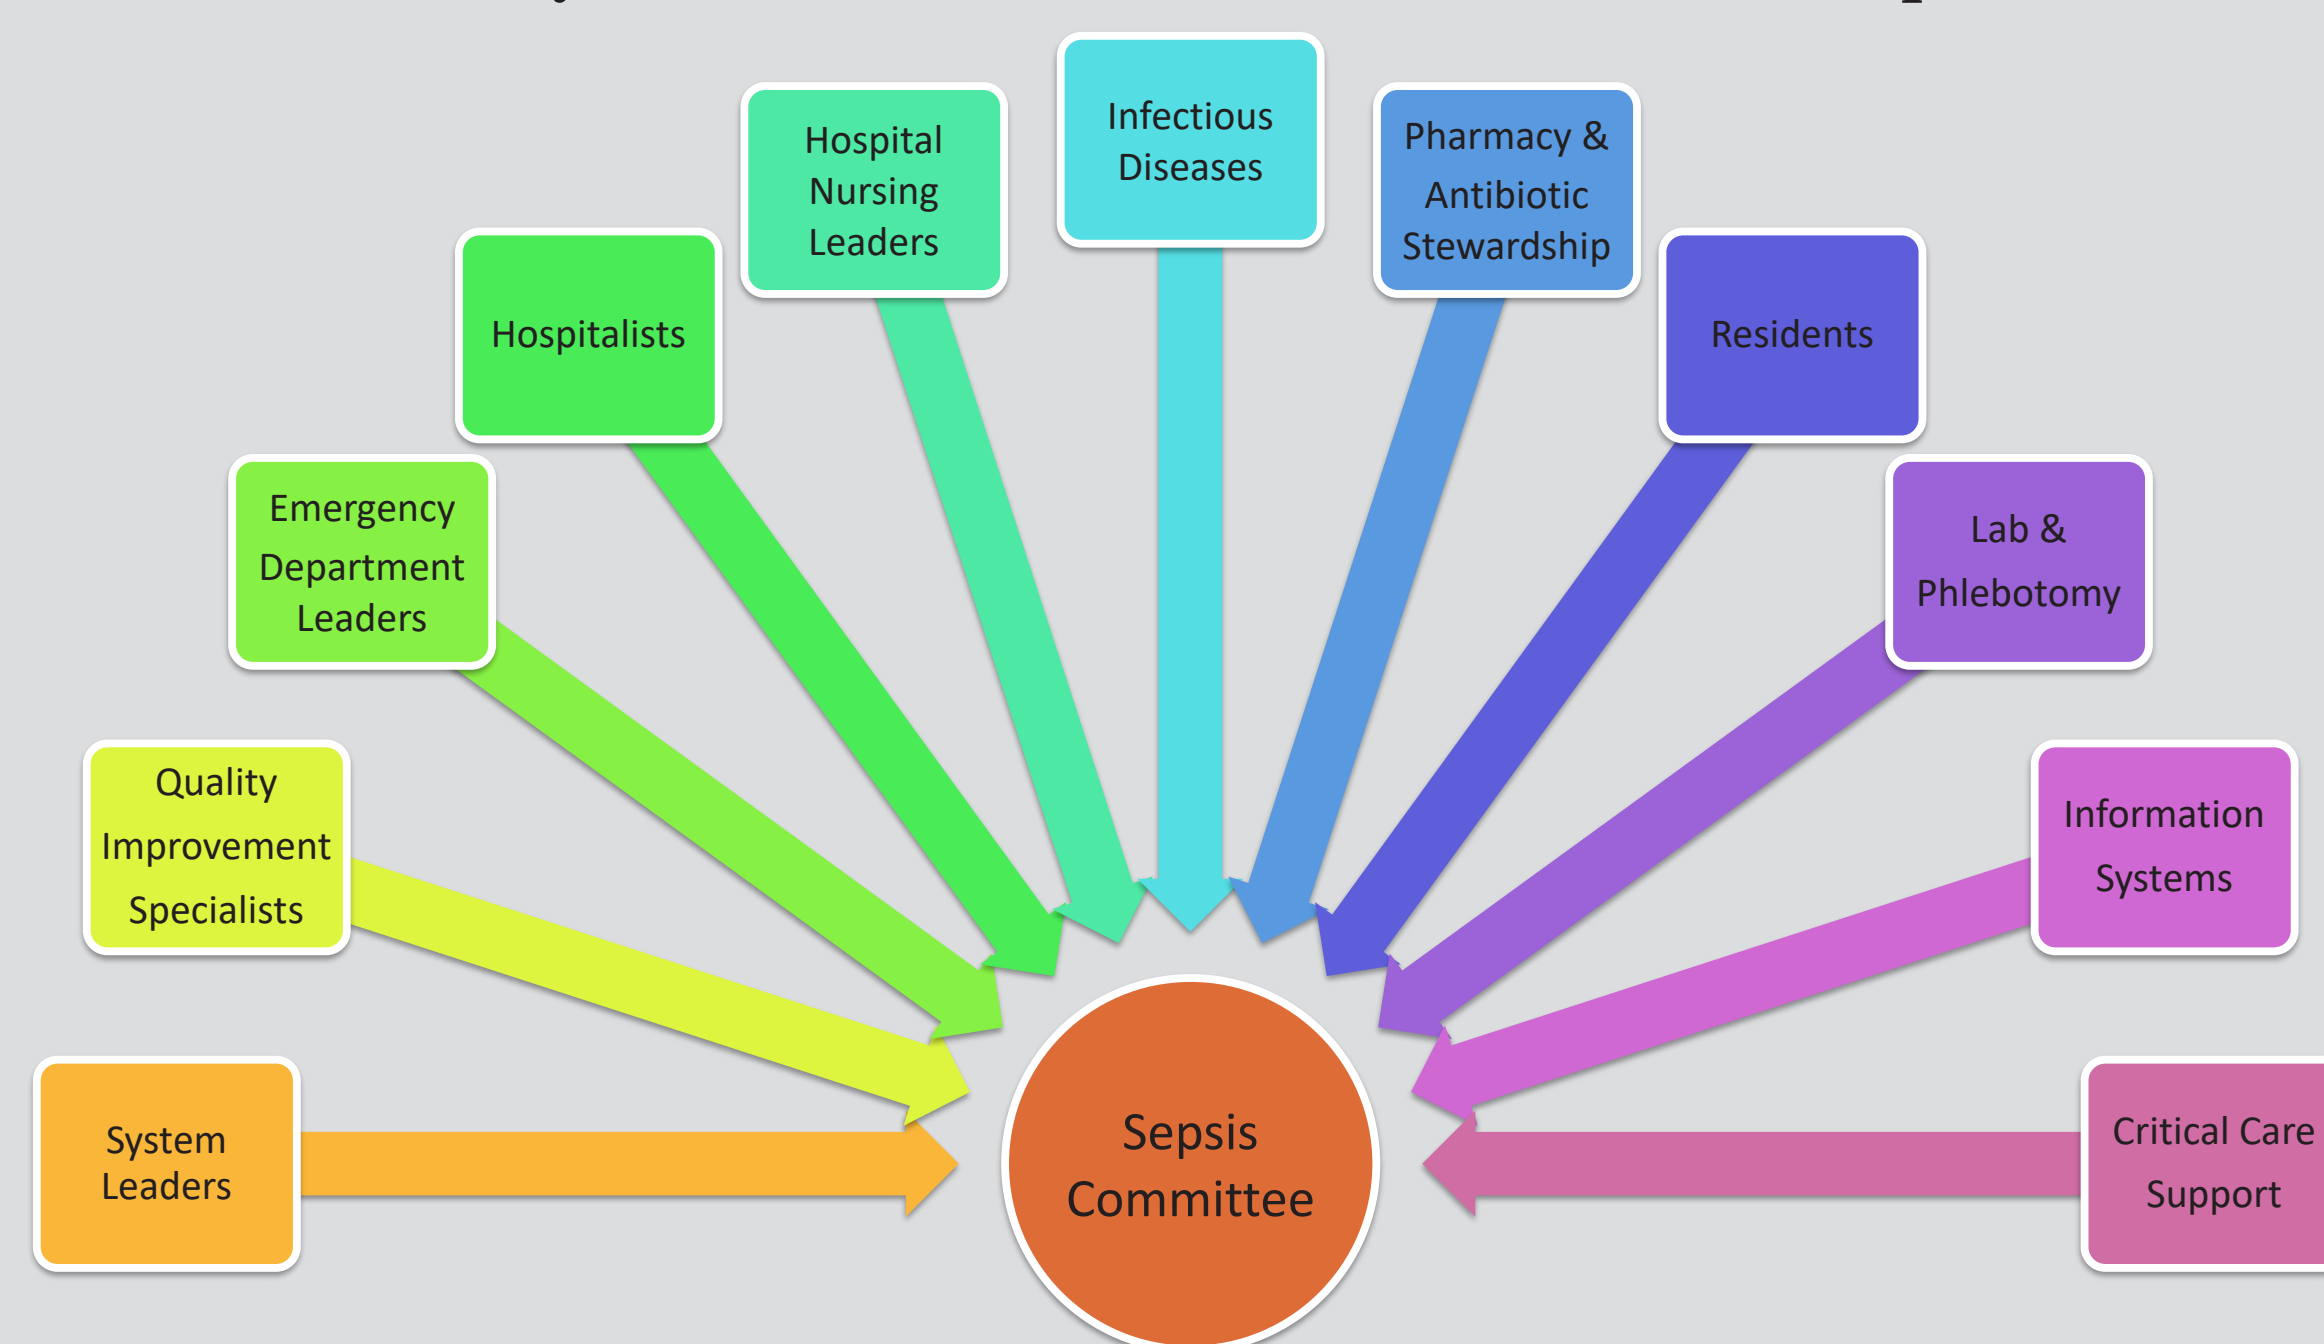 Infectious
Diseases
Hospital
Nursing
Leaders
Pharmacy &
Antibiotic
Stewardship
Hospitalists
Residents
Emergency
Department
Leaders
Lab &
Phlebotomy
Quality
Improvement
Specialists
Information
Systems
System
Leaders
Sepsis
Committee
Critical Care
Support